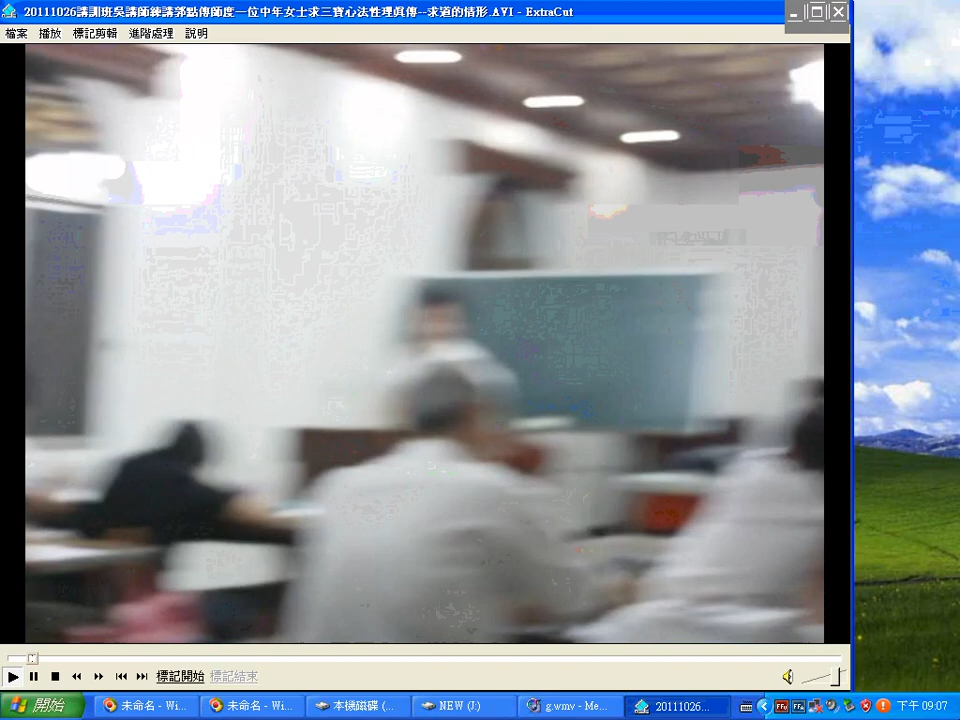 20111026講訓班吳講師練講郭點傳師度一位中年女士求三寶心法性理真傳--求道的情形.AVI - ExtraCut
檔案 播放 標記剪輯 進階處理 說明
標記開始 標記結束
開始 未命名 - Wi... 未命名 - Wi... 本機磁碟 (... NEW (J:) g.wmv - Me... 20111026... 下午 09:07